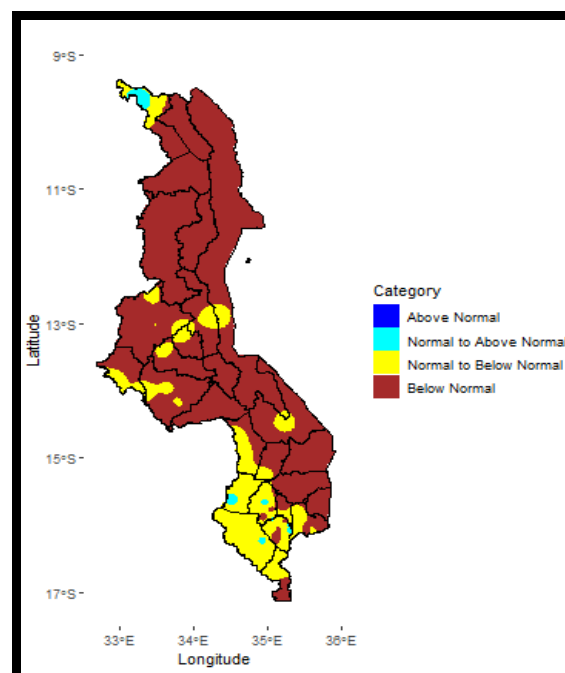 9°S
11°S
13°S
15°S
17°S
Latitude
33°E 34°E 35°E 36°E
Longitude
Category
Above Normal
Normal to Above Normal
Normal to Below Normal
Below Normal